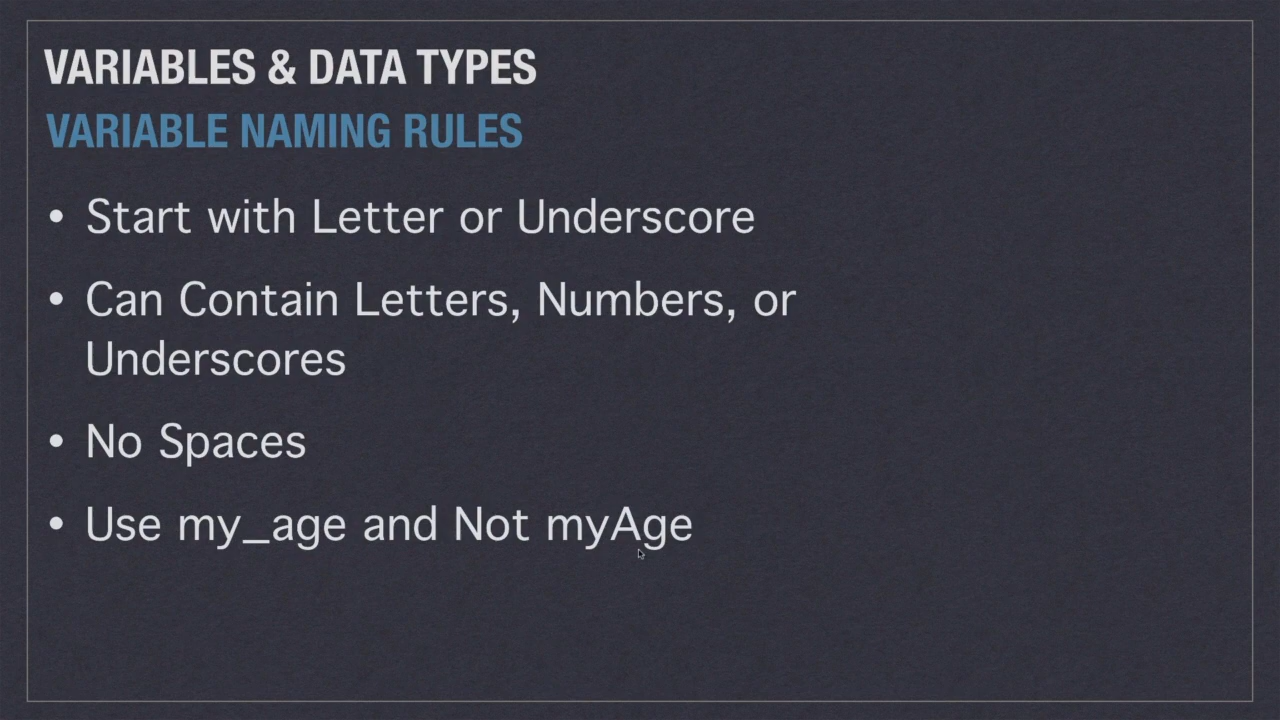 VARIABLES & DATA TYPES
VARIABLE NAMING RULES
• Start with Letter or Underscore
• Can Contain Letters, Numbers, or
Underscores
• No Spaces
• Use my_age and Not myAge